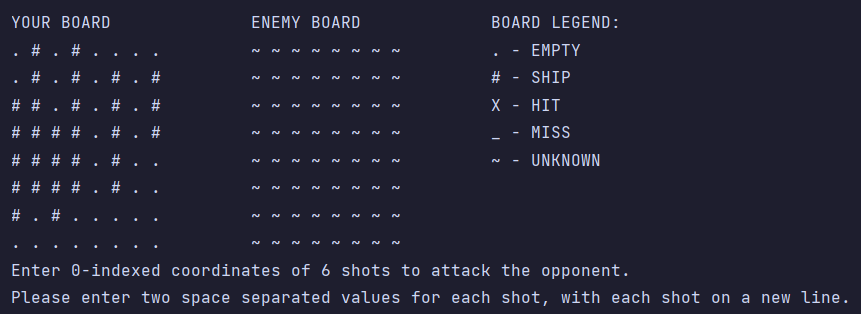 YOUR BOARD              ENEMY BOARD             BOARD LEGEND:
. # . # . . . .         ~ ~ ~ ~ ~ ~ ~ ~         . - EMPTY
. # . # . # . #         ~ ~ ~ ~ ~ ~ ~ ~         # - SHIP
# # . # . # . #         ~ ~ ~ ~ ~ ~ ~ ~         X - HIT
# # # # . # . #         ~ ~ ~ ~ ~ ~ ~ ~         _ - MISS
# # # # . # . .         ~ ~ ~ ~ ~ ~ ~ ~         ~ - UNKNOWN
# # # # . # . .         ~ ~ ~ ~ ~ ~ ~ ~
# . # . . . . .         ~ ~ ~ ~ ~ ~ ~ ~
. . . . . . . .         ~ ~ ~ ~ ~ ~ ~ ~
Enter 0-indexed coordinates of 6 shots to attack the opponent.
Please enter two space separated values for each shot, with each shot on a new line.